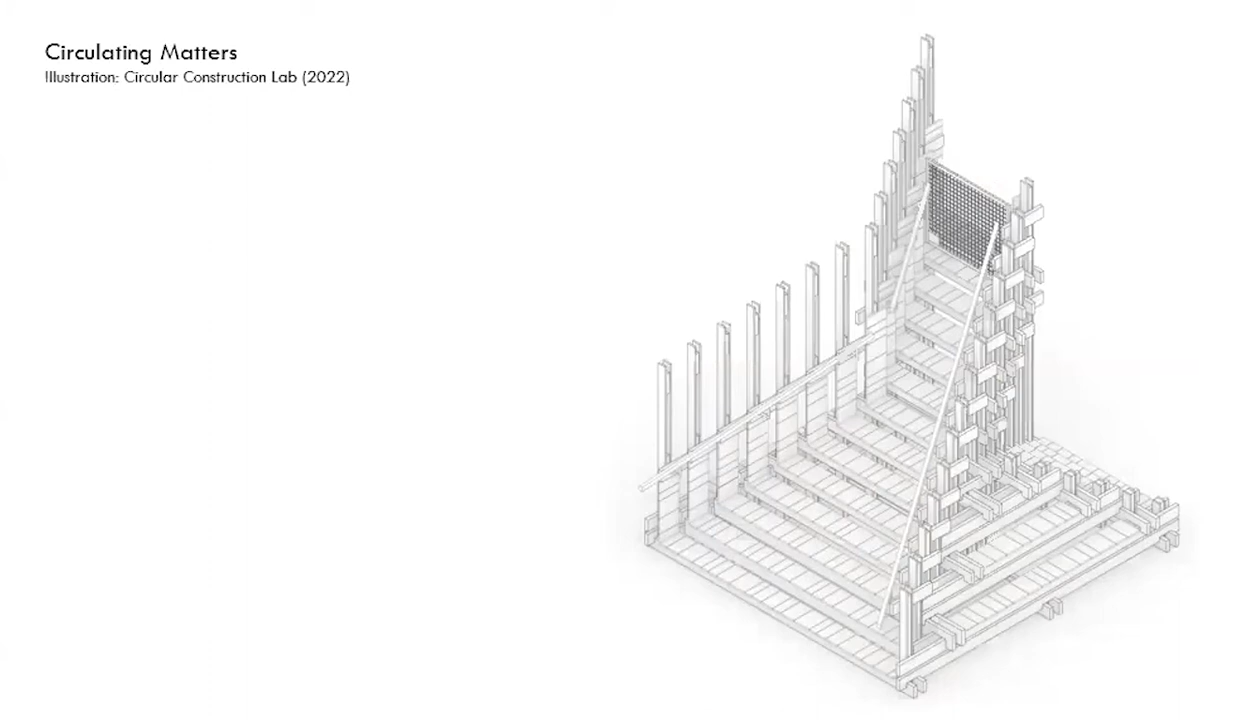 Circulating Matters
Illustration: Circular Construction Lab (2022)